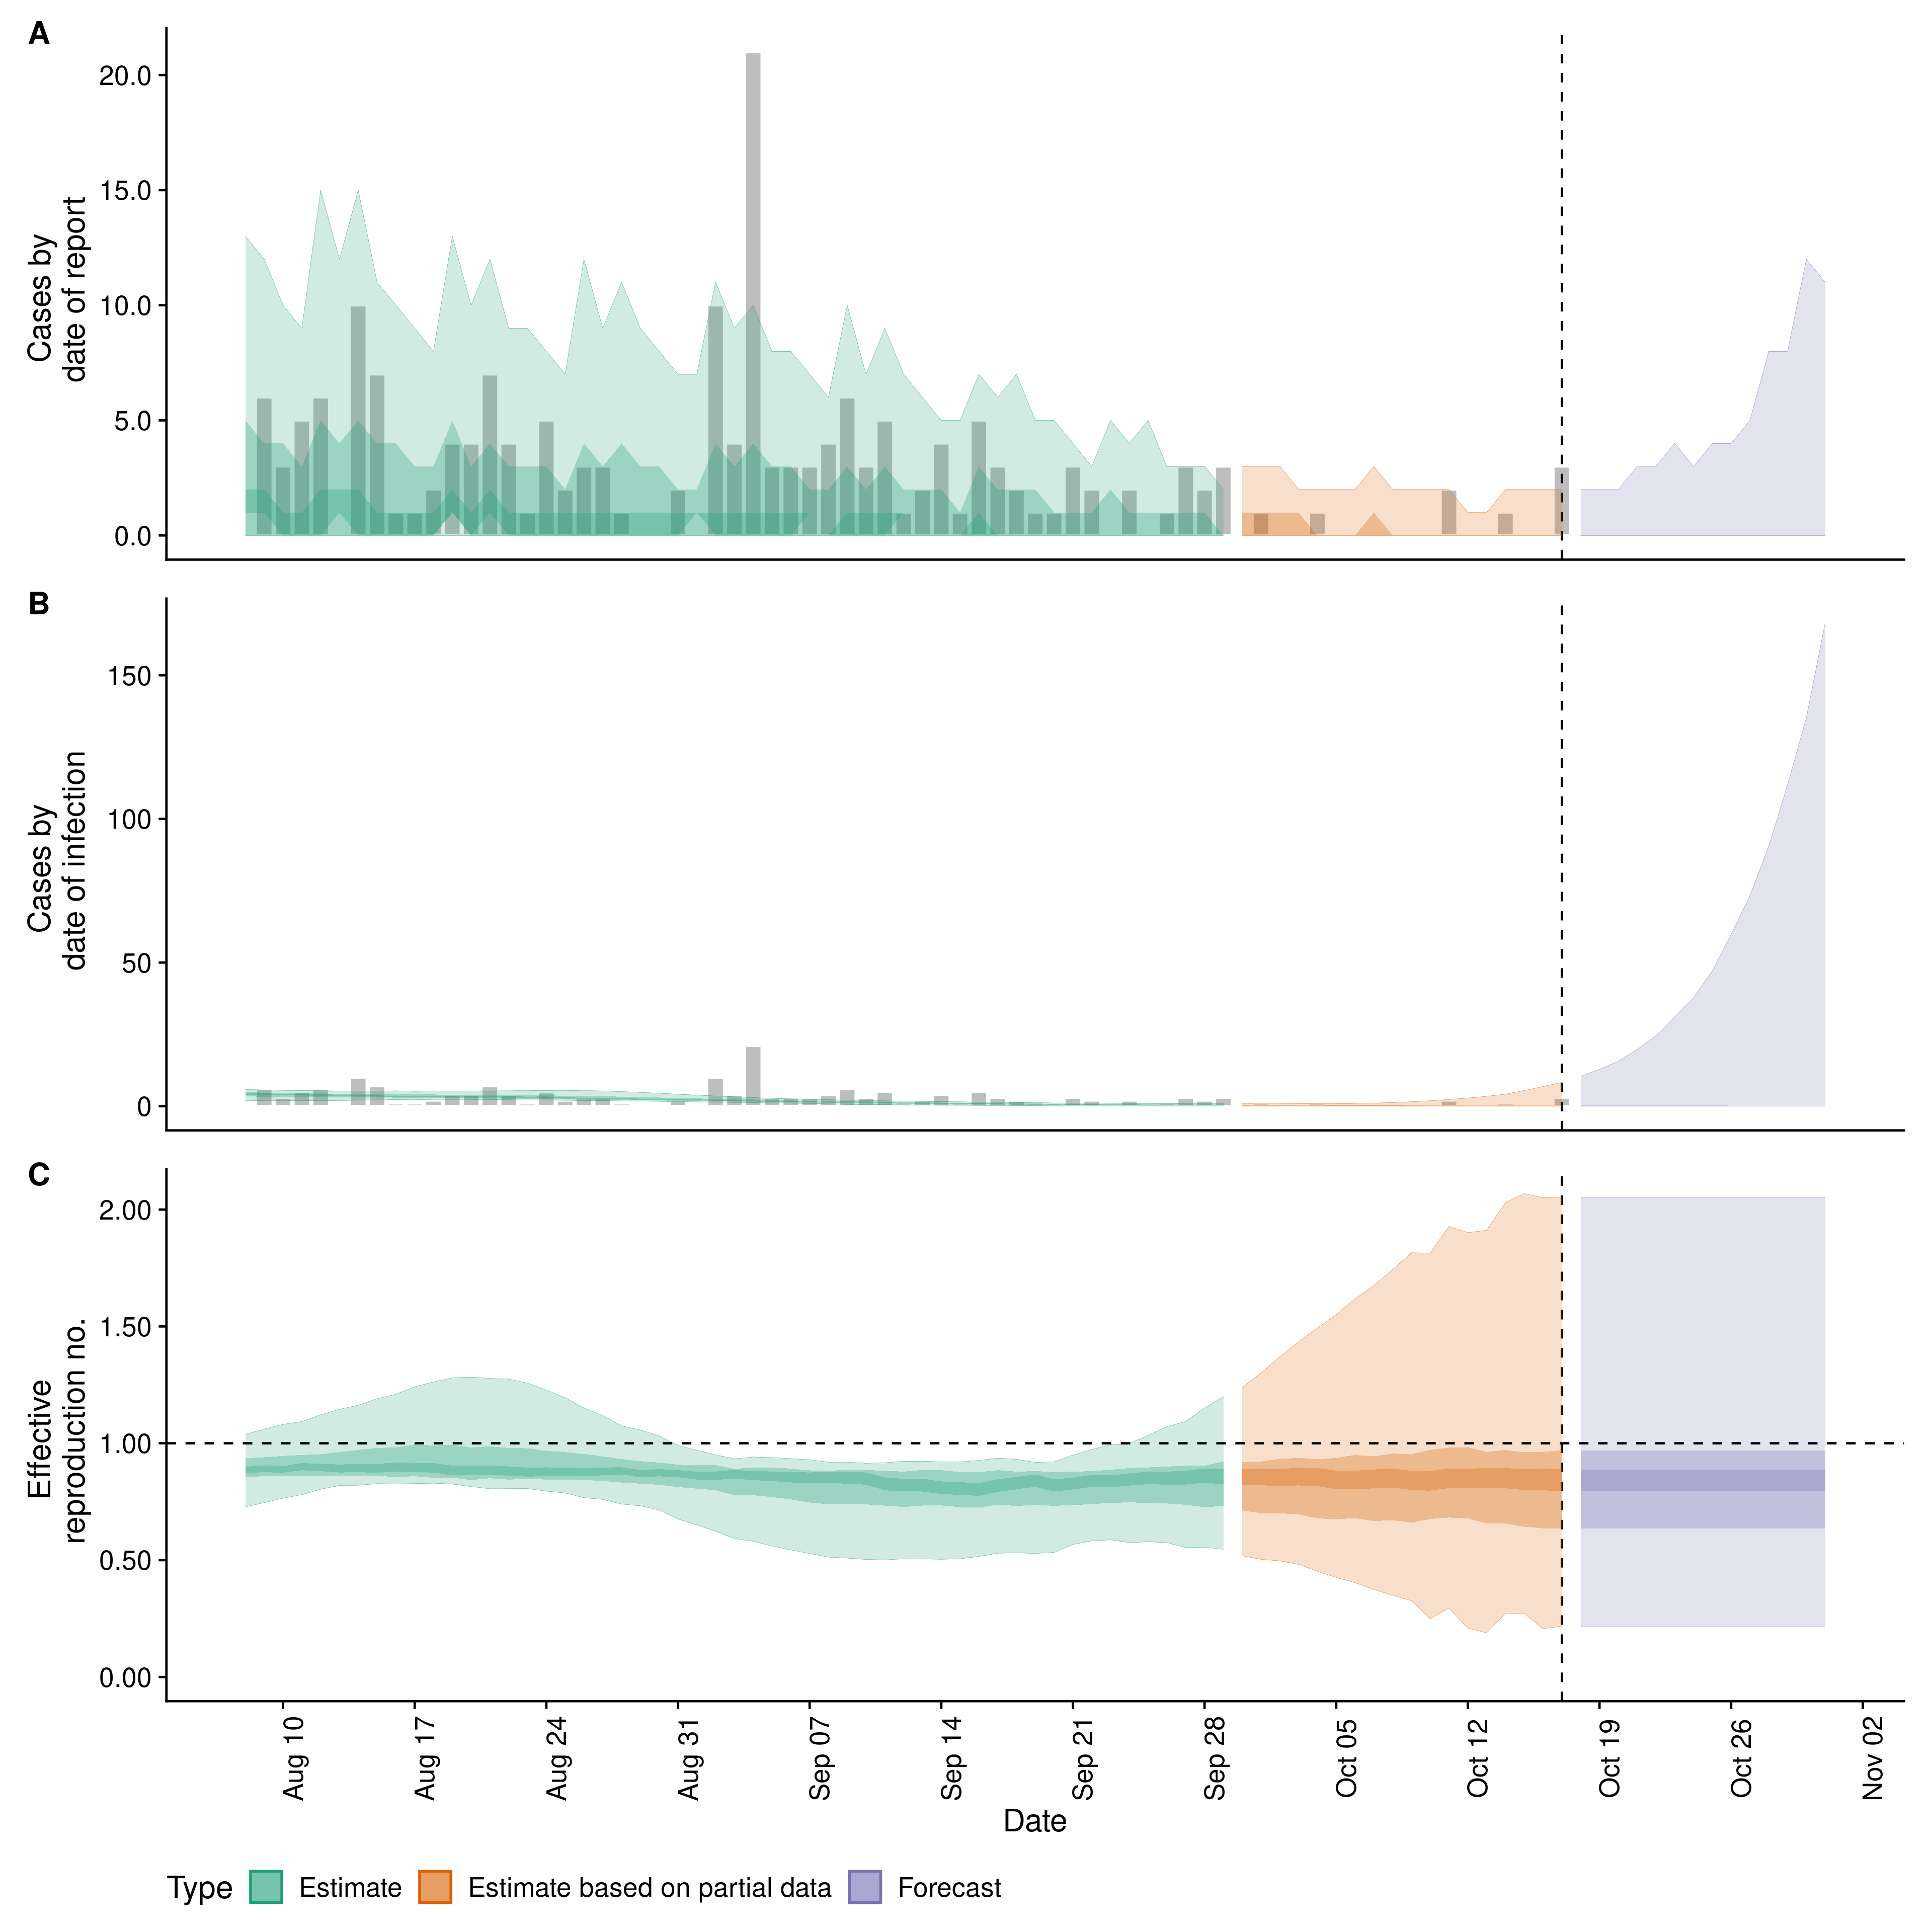 A
Cases by
date of report
20.0
15.0
10.0
5.0
0.0
B
Cases by
date of infection
150
100
50
0
C
Effective
reproduction no.
2.00
1.50
1.00
0.50
0.00
Aug 10
Aug 17
Aug 24
Aug 31
Sep 07
Sep 14
Sep 21
Sep 28
Oct 05
Oct 12
Oct 19
Oct 26
Nov 02
Date
Type Estimate Estimate based on partial data Forecast